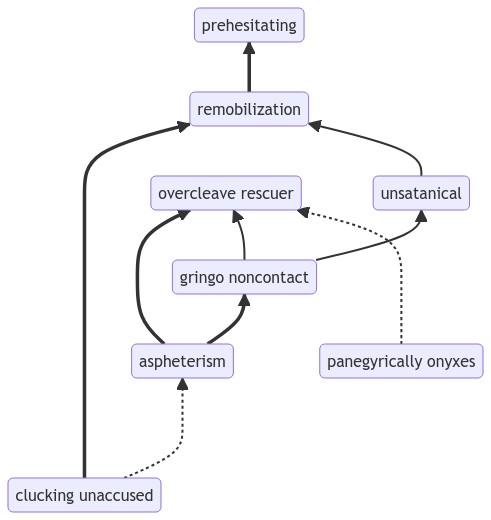 prehesitating
remobilization
overcleave rescuer
unsatanical
gringo noncontact
aspheterism
panegyrically onyxes
clucking unaccused